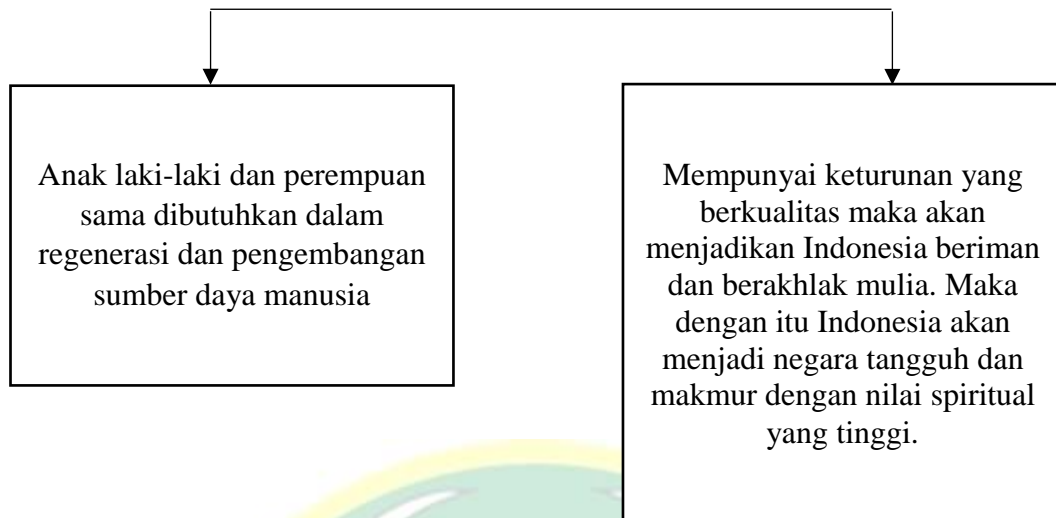 Anak laki-laki dan perempuan
sama dibutuhkan dalam
regenerasi dan pengembangan
sumber daya manusia
Mempunyai keturunan yang
berkualitas maka akan
menjadikan Indonesia beriman
dan berakhlak mulia. Maka
dengan itu Indonesia akan
menjadi negara tangguh dan
makmur dengan nilai spiritual
yang tinggi.